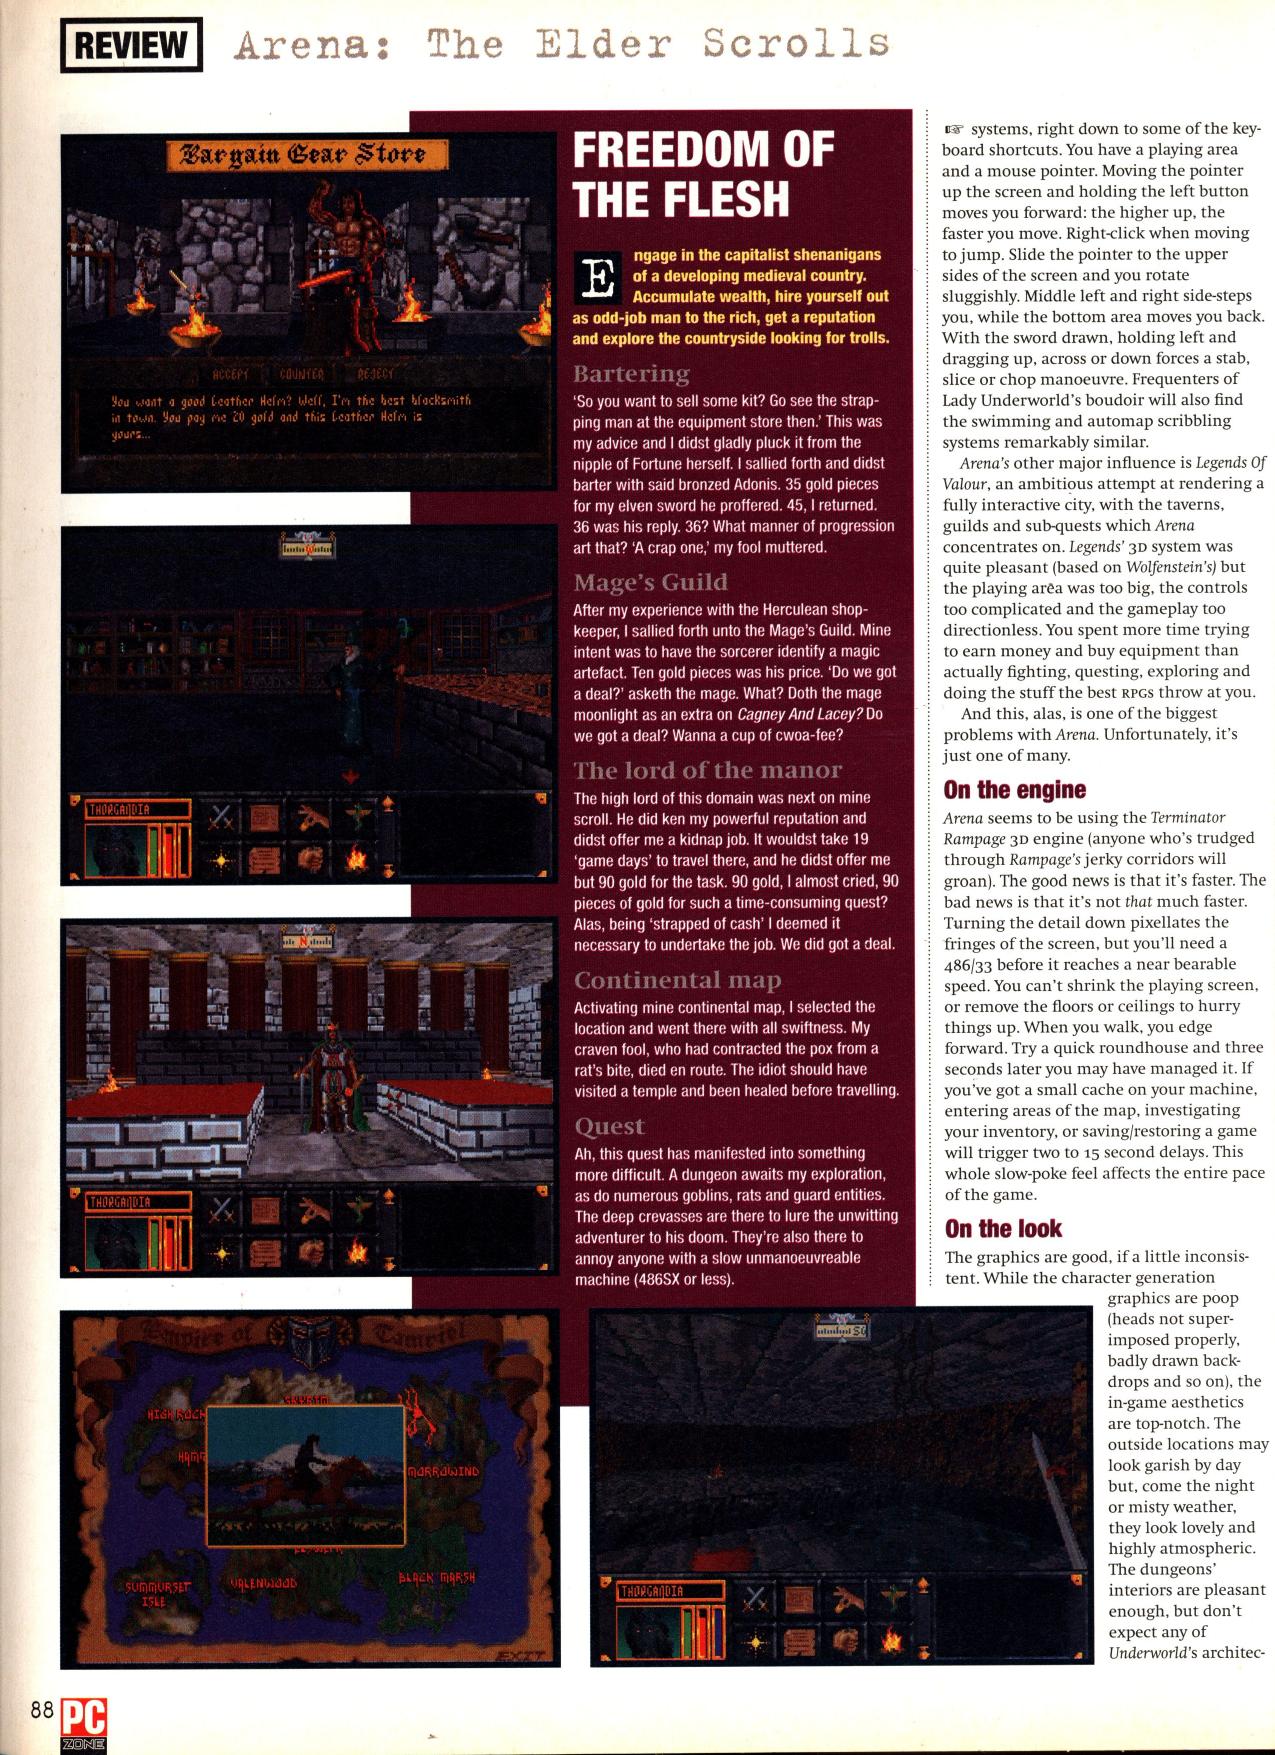 REVIEW
Arena: The Elder Scrolls
Bargain Gear Store
ACCEPT COUNTER REJECT
You want a good Leather Helm? Well, I'm the best blacksmith
in town. You pay me 20 gold and this Leather Helm is
yours...
W
THORGANDIA
N
THORGANDIA
Empire of Tamriel
SKYRIM
HIGH ROCK
HAMM
MORROWIND
ELSWEYR
SUMMURSET
ISLE
VALENWOOD
BLACK MARSH
EXIT
FREEDOM OF
THE FLESH
Engage in the capitalist shenanigans
of a developing medieval country.
Accumulate wealth, hire yourself out
as odd-job man to the rich, get a reputation
and explore the countryside looking for trolls.
Bartering
'So you want to sell some kit? Go see the strap-
ping man at the equipment store then.' This was
my advice and I didst gladly pluck it from the
nipple of Fortune herself. I sallied forth and didst
barter with said bronzed Adonis. 35 gold pieces
for my elven sword he proffered. 45, I returned.
36 was his reply. 36? What manner of progression
art that? 'A crap one,' my fool muttered.
Mage's Guild
After my experience with the Herculean shop-
keeper, I sallied forth unto the Mage's Guild. Mine
intent was to have the sorcerer identify a magic
artefact. Ten gold pieces was his price. 'Do we got
a deal?' asketh the mage. What? Doth the mage
moonlight as an extra on Cagney And Lacey? Do
we got a deal? Wanna a cup of cwoa-fee?
The lord of the manor
The high lord of this domain was next on mine
scroll. He did ken my powerful reputation and
didst offer me a kidnap job. It wouldst take 19
'game days' to travel there, and he didst offer me
but 90 gold for the task. 90 gold, I almost cried, 90
pieces of gold for such a time-consuming quest?
Alas, being 'strapped of cash' I deemed it
necessary to undertake the job. We did got a deal.
Continental map
Activating mine continental map, I selected the
location and went there with all swiftness. My
craven fool, who had contracted the pox from a
rat's bite, died en route. The idiot should have
visited a temple and been healed before travelling.
Quest
Ah, this quest has manifested into something
more difficult. A dungeon awaits my exploration,
as do numerous goblins, rats and guard entities.
The deep crevasses are there to lure the unwitting
adventurer to his doom. They're also there to
annoy anyone with a slow unmanoeuvreable
machine (486SX or less).
SE
THORGANDIA
☞ systems, right down to some of the key-
board shortcuts. You have a playing area
and a mouse pointer. Moving the pointer
up the screen and holding the left button
moves you forward: the higher up, the
faster you move. Right-click when moving
to jump. Slide the pointer to the upper
sides of the screen and you rotate
sluggishly. Middle left and right side-steps
you, while the bottom area moves you back.
With the sword drawn, holding left and
dragging up, across or down forces a stab,
slice or chop manoeuvre. Frequenters of
Lady Underworld's boudoir will also find
the swimming and automap scribbling
systems remarkably similar.
Arena's other major influence is Legends Of
Valour, an ambitious attempt at rendering a
fully interactive city, with the taverns,
guilds and sub-quests which Arena
concentrates on. Legends' 3D system was
quite pleasant (based on Wolfenstein's) but
the playing area was too big, the controls
too complicated and the gameplay too
directionless. You spent more time trying
to earn money and buy equipment than
actually fighting, questing, exploring and
doing the stuff the best RPGs throw at you.
And this, alas, is one of the biggest
problems with Arena. Unfortunately, it's
just one of many.
On the engine
Arena seems to be using the Terminator
Rampage 3D engine (anyone who's trudged
through Rampage's jerky corridors will
groan). The good news is that it's faster. The
bad news is that it's not that much faster.
Turning the detail down pixellates the
fringes of the screen, but you'll need a
486/33 before it reaches a near bearable
speed. You can't shrink the playing screen,
or remove the floors or ceilings to hurry
things up. When you walk, you edge
forward. Try a quick roundhouse and three
seconds later you may have managed it. If
you've got a small cache on your machine,
entering areas of the map, investigating
your inventory, or saving/restoring a game
will trigger two to 15 second delays. This
whole slow-poke feel affects the entire pace
of the game.
On the look
The graphics are good, if a little inconsis-
tent. While the character generation
graphics are poop
(heads not super-
imposed properly,
badly drawn back-
drops and so on), the
in-game aesthetics
are top-notch. The
outside locations may
look garish by day
but, come the night
or misty weather,
they look lovely and
highly atmospheric.
The dungeons'
interiors are pleasant
enough, but don't
expect any of
Underworld's architec-
88
PC
ZONE